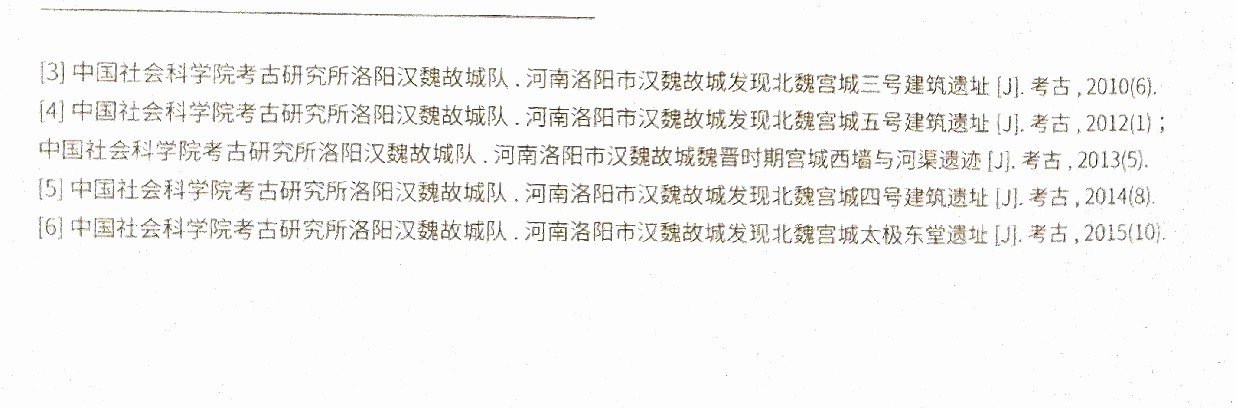 [3] 中国社会科学院考古研究所洛阳汉魏故城队 . 河南洛阳市汉魏故城发现北魏宫城三号建筑遗址 [J]. 考古 , 2010(6).
[4] 中国社会科学院考古研究所洛阳汉魏故城队 . 河南洛阳市汉魏故城发现北魏宫城五号建筑遗址 [J]. 考古 , 2012(1) ；
中国社会科学院考古研究所洛阳汉魏故城队 . 河南洛阳市汉魏故城魏晋时期宫城西墙与河渠遗迹 [J]. 考古 , 2013(5).
[5] 中国社会科学院考古研究所洛阳汉魏故城队 . 河南洛阳市汉魏故城发现北魏宫城四号建筑遗址 [J]. 考古 , 2014(8).
[6] 中国社会科学院考古研究所洛阳汉魏故城队 . 河南洛阳市汉魏故城发现北魏宫城太极东堂遗址 [J]. 考古 , 2015(10).